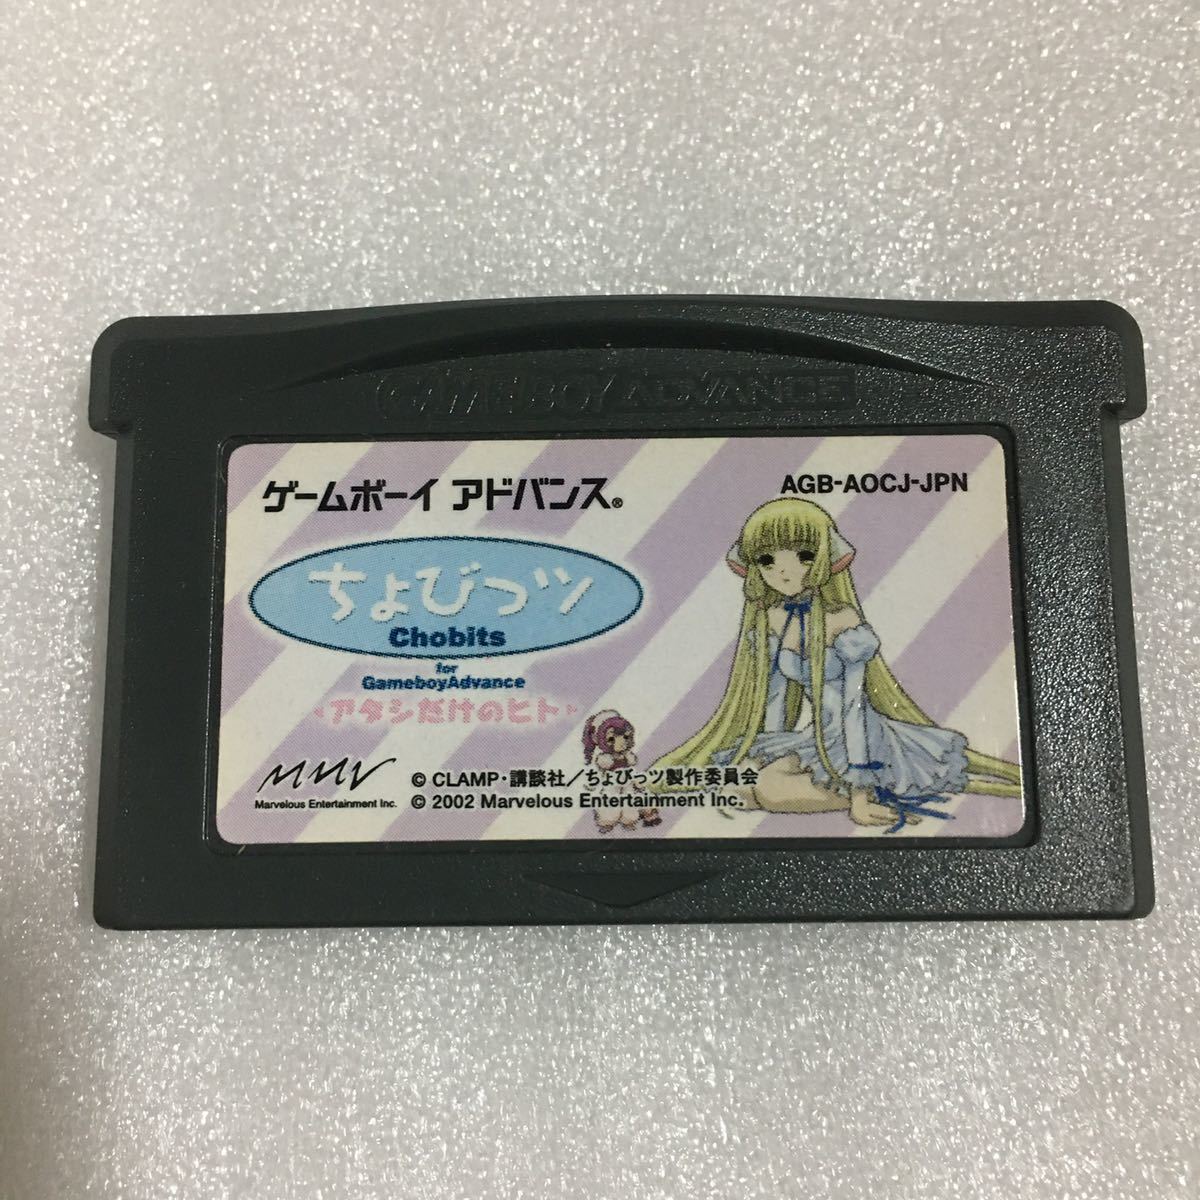 GAME BOY ADVANCE
ゲームボーイ アドバンス®
AGB-AOCJ-JPN
ちょびっツ
Chobits
for
GameboyAdvance
アタシだけのヒト
MMV
Marvelous Entertainment Inc.
© CLAMP・講談社／ちょびっツ製作委員会
© 2002 Marvelous Entertainment Inc.